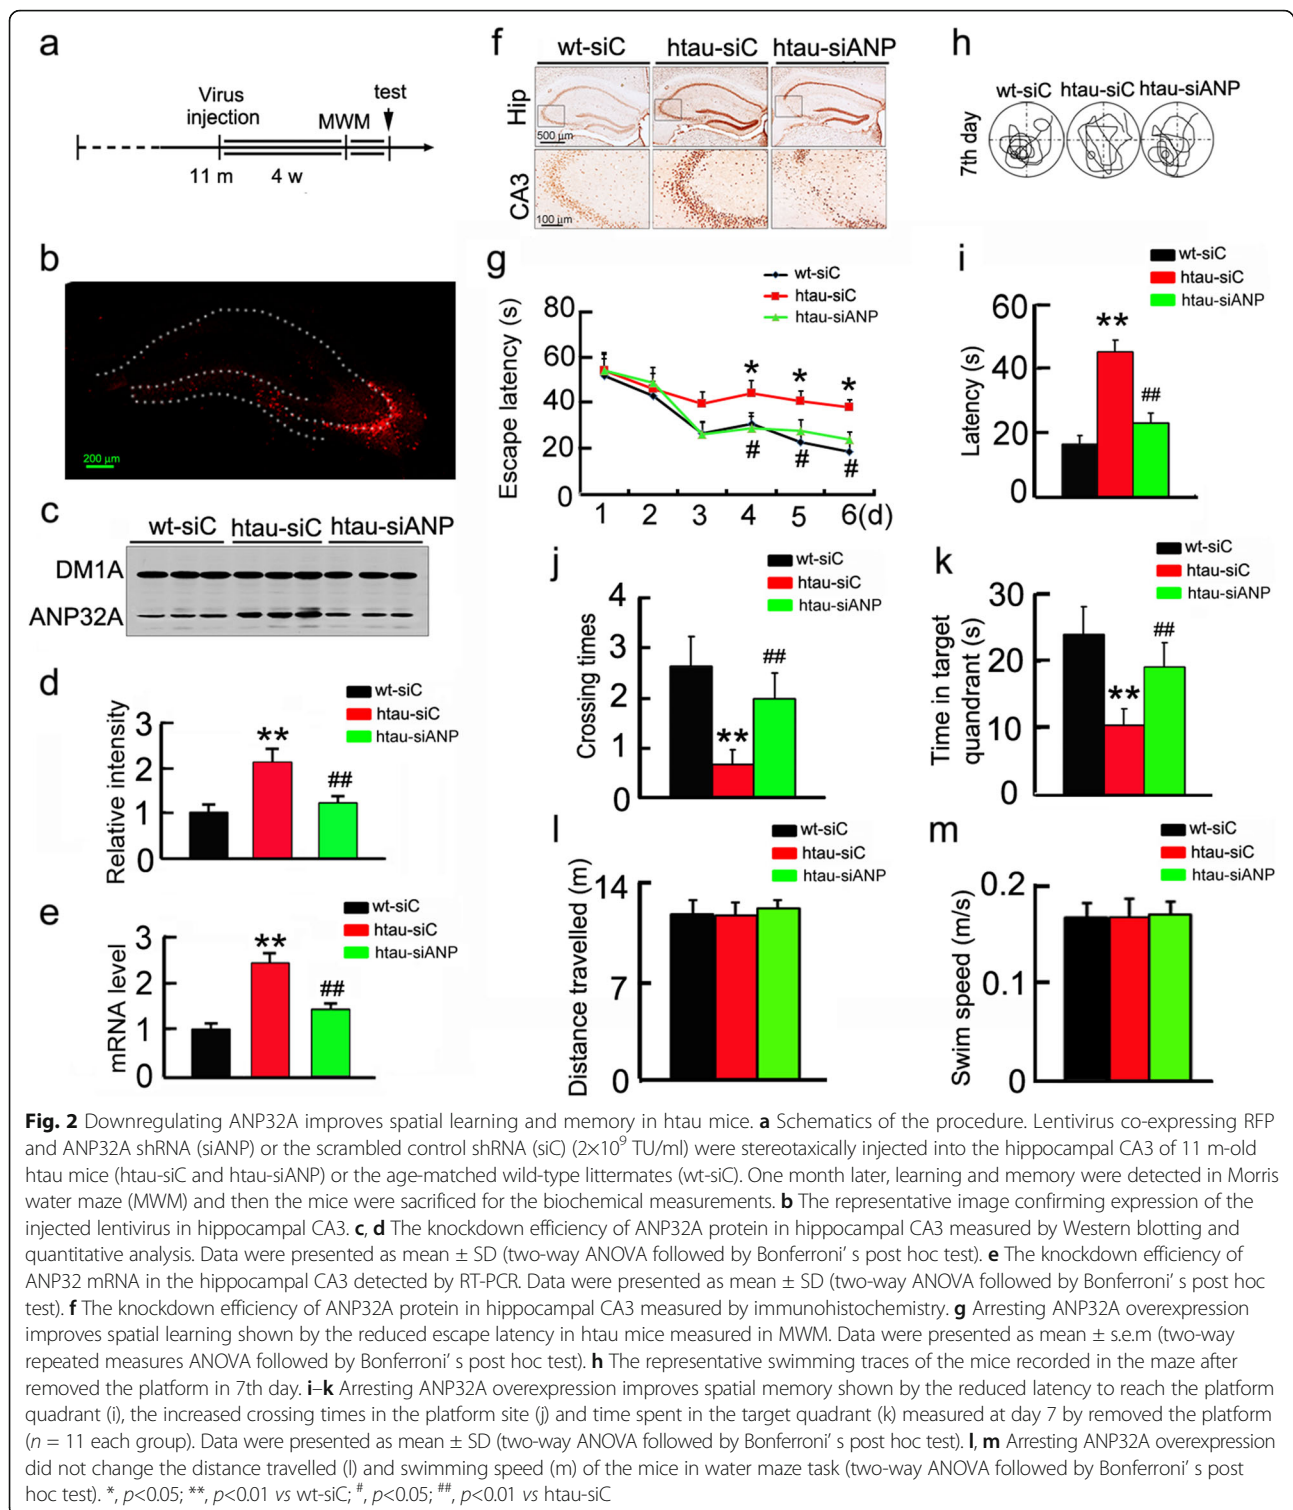 a
Virus
injection
MWM
test
11 m
4 w
b
200 μm
c
wt-siC htau-siC htau-siANP
DM1A
ANP32A
d
wt-siC
htau-siC
htau-siANP
Relative intensity
3
2
1
0
**
##
e
wt-siC
htau-siC
htau-siANP
mRNA level
3
2
1
0
**
##
f
wt-siC htau-siC htau-siANP
Hip
500 μm
CA3
100 μm
g
wt-siC
htau-siC
htau-siANP
Escape latency (s)
80
60
40
20
0
* * *
# # #
1 2 3 4 5 6(d)
h
wt-siC htau-siC htau-siANP
7th day
i
wt-siC
htau-siC
htau-siANP
Latency (s)
60
40
20
0
**
##
j
wt-siC
htau-siC
htau-siANP
Crossing times
4
3
2
1
0
**
##
k
wt-siC
htau-siC
htau-siANP
Time in target
quandrant (s)
30
20
10
0
**
##
l
wt-siC
htau-siC
htau-siANP
Distance travelled (m)
14
7
0
m
wt-siC
htau-siC
htau-siANP
Swim speed (m/s)
0.2
0.1
0
Fig. 2 Downregulating ANP32A improves spatial learning and memory in htau mice. a Schematics of the procedure. Lentivirus co-expressing RFP
and ANP32A shRNA (siANP) or the scrambled control shRNA (siC) (2×10⁹ TU/ml) were stereotaxically injected into the hippocampal CA3 of 11 m-old
htau mice (htau-siC and htau-siANP) or the age-matched wild-type littermates (wt-siC). One month later, learning and memory were detected in Morris
water maze (MWM) and then the mice were sacrificed for the biochemical measurements. b The representative image confirming expression of the
injected lentivirus in hippocampal CA3. c, d The knockdown efficiency of ANP32A protein in hippocampal CA3 measured by Western blotting and
quantitative analysis. Data were presented as mean ± SD (two-way ANOVA followed by Bonferroni' s post hoc test). e The knockdown efficiency of
ANP32 mRNA in the hippocampal CA3 detected by RT-PCR. Data were presented as mean ± SD (two-way ANOVA followed by Bonferroni' s post hoc
test). f The knockdown efficiency of ANP32A protein in hippocampal CA3 measured by immunohistochemistry. g Arresting ANP32A overexpression
improves spatial learning shown by the reduced escape latency in htau mice measured in MWM. Data were presented as mean ± s.e.m (two-way
repeated measures ANOVA followed by Bonferroni' s post hoc test). h The representative swimming traces of the mice recorded in the maze after
removed the platform in 7th day. i–k Arresting ANP32A overexpression improves spatial memory shown by the reduced latency to reach the platform
quadrant (i), the increased crossing times in the platform site (j) and time spent in the target quadrant (k) measured at day 7 by removed the platform
(n = 11 each group). Data were presented as mean ± SD (two-way ANOVA followed by Bonferroni' s post hoc test). l, m Arresting ANP32A overexpression
did not change the distance travelled (l) and swimming speed (m) of the mice in water maze task (two-way ANOVA followed by Bonferroni' s post
hoc test). *, p<0.05; **, p<0.01 vs wt-siC; #, p<0.05; ##, p<0.01 vs htau-siC